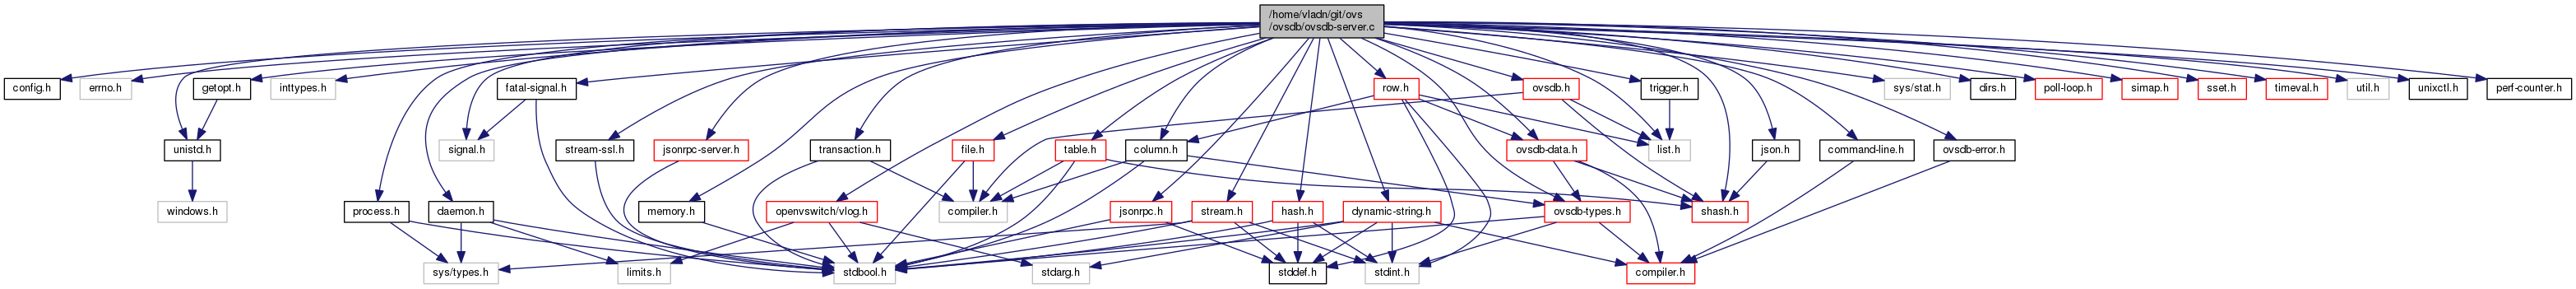 /home/vladn/git/ovs
/ovsdb/ovsdb-server.c
config.h
errno.h
getopt.h
inttypes.h
fatal-signal.h
row.h
ovsdb.h
trigger.h
sys/stat.h
dirs.h
poll-loop.h
simap.h
sset.h
timeval.h
util.h
unixctl.h
perf-counter.h
unistd.h
signal.h
stream-ssl.h
jsonrpc-server.h
transaction.h
file.h
table.h
column.h
ovsdb-data.h
list.h
json.h
command-line.h
ovsdb-error.h
windows.h
process.h
daemon.h
memory.h
openvswitch/vlog.h
compiler.h
jsonrpc.h
stream.h
hash.h
dynamic-string.h
ovsdb-types.h
shash.h
sys/types.h
limits.h
stdbool.h
stdarg.h
stddef.h
stdint.h
compiler.h